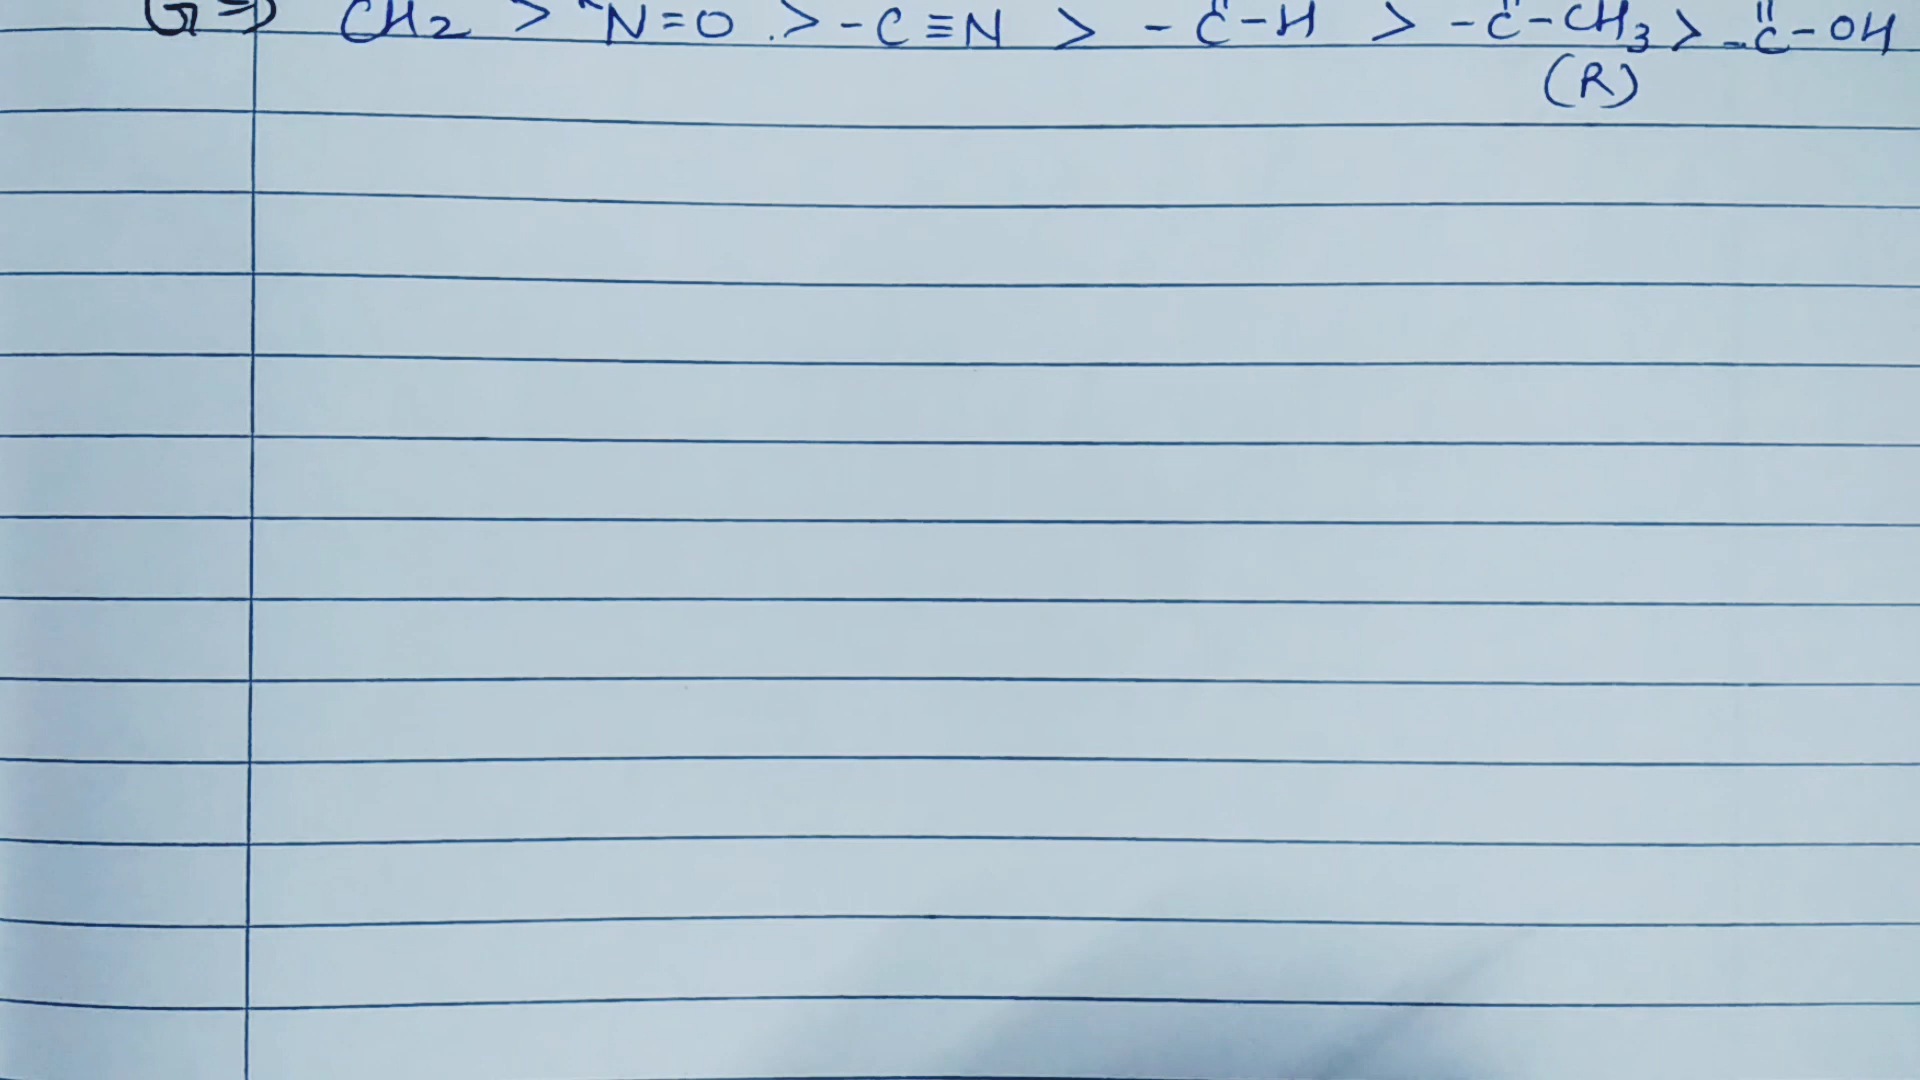 G ⇒ CH2 > N=O > -C≡N > -C-H > -C-CH3 > -C-OH
(R)